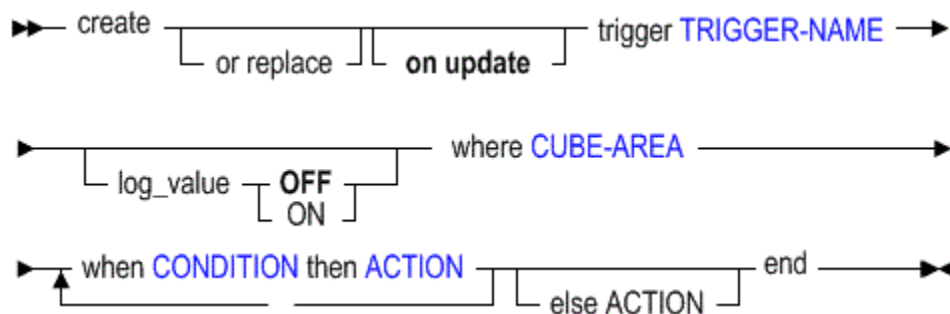 create or replace on update trigger TRIGGER-NAME
log_value OFF ON where CUBE-AREA
when CONDITION then ACTION else ACTION end